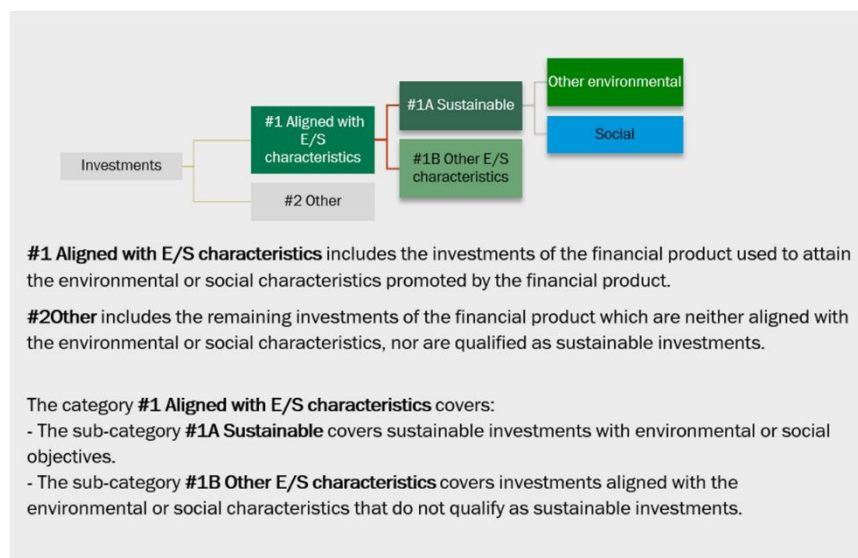 Other environmental
#1A Sustainable
#1 Aligned with
E/S
characteristics
Social
#1B Other E/S
characteristics
Investments
#2 Other
#1 Aligned with E/S characteristics includes the investments of the financial product used to attain
the environmental or social characteristics promoted by the financial product.
#2Other includes the remaining investments of the financial product which are neither aligned with
the environmental or social characteristics, nor are qualified as sustainable investments.
The category #1 Aligned with E/S characteristics covers:
- The sub-category #1A Sustainable covers sustainable investments with environmental or social
objectives.
- The sub-category #1B Other E/S characteristics covers investments aligned with the
environmental or social characteristics that do not qualify as sustainable investments.